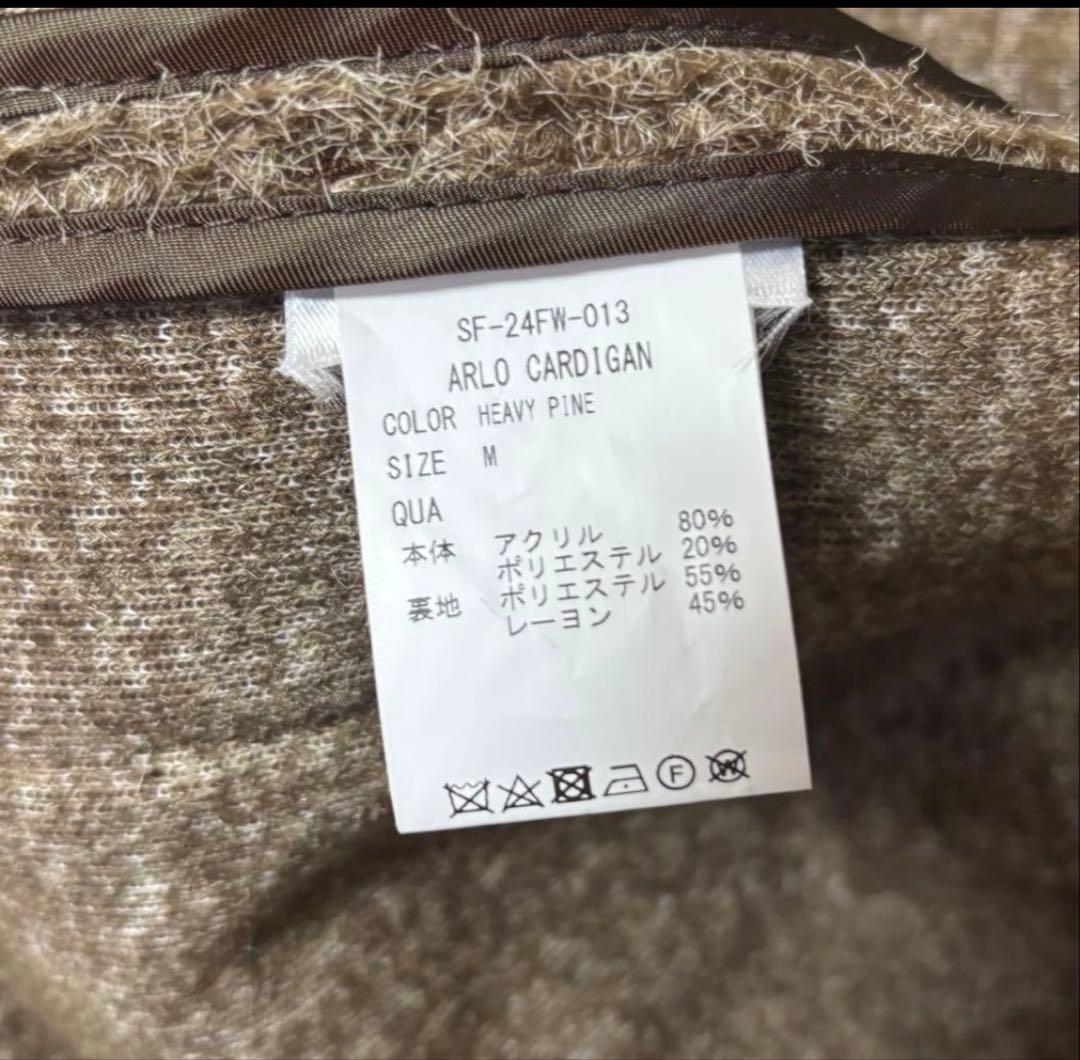 SF-24FW-013
ARLO CARDIGAN
COLOR HEAVY PINE
SIZE M
QUA
本体 アクリル 80%
ポリエステル 20%
裏地 ポリエステル 55%
レーヨン 45%
F W